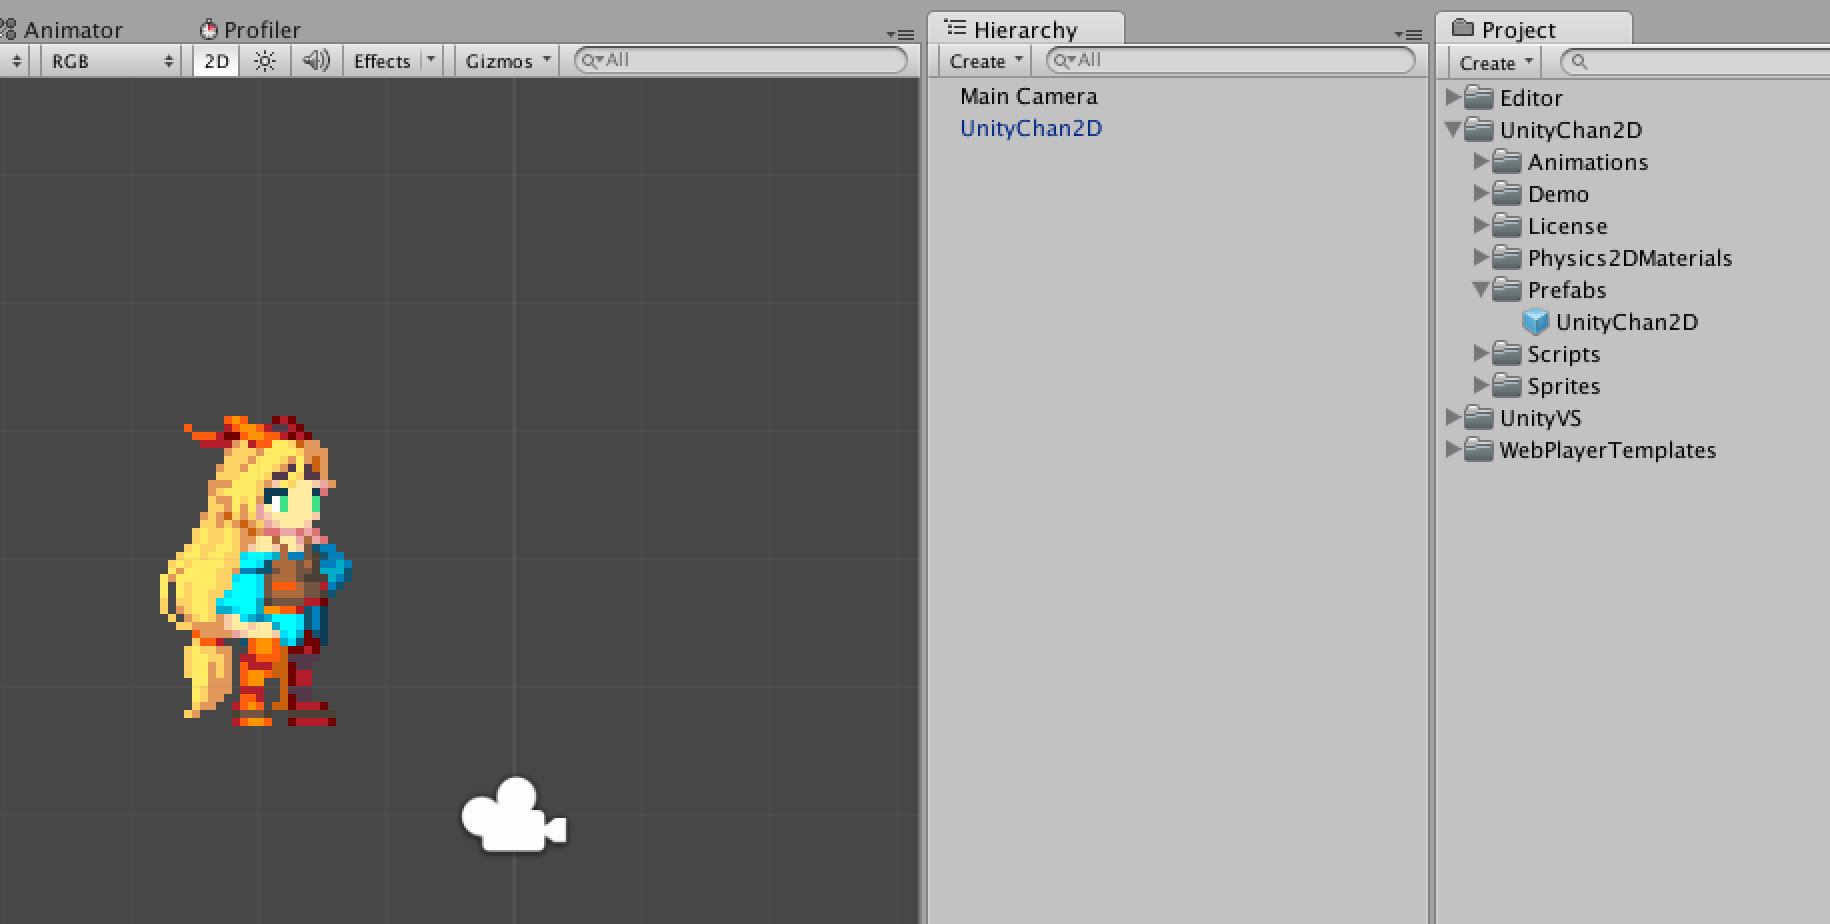 Animator
Profiler
RGB
2D
Effects
Gizmos
All
Hierarchy
Create
All
Main Camera
UnityChan2D
Project
Create
Editor
UnityChan2D
Animations
Demo
License
Physics2DMaterials
Prefabs
UnityChan2D
Scripts
Sprites
UnityVS
WebPlayerTemplates